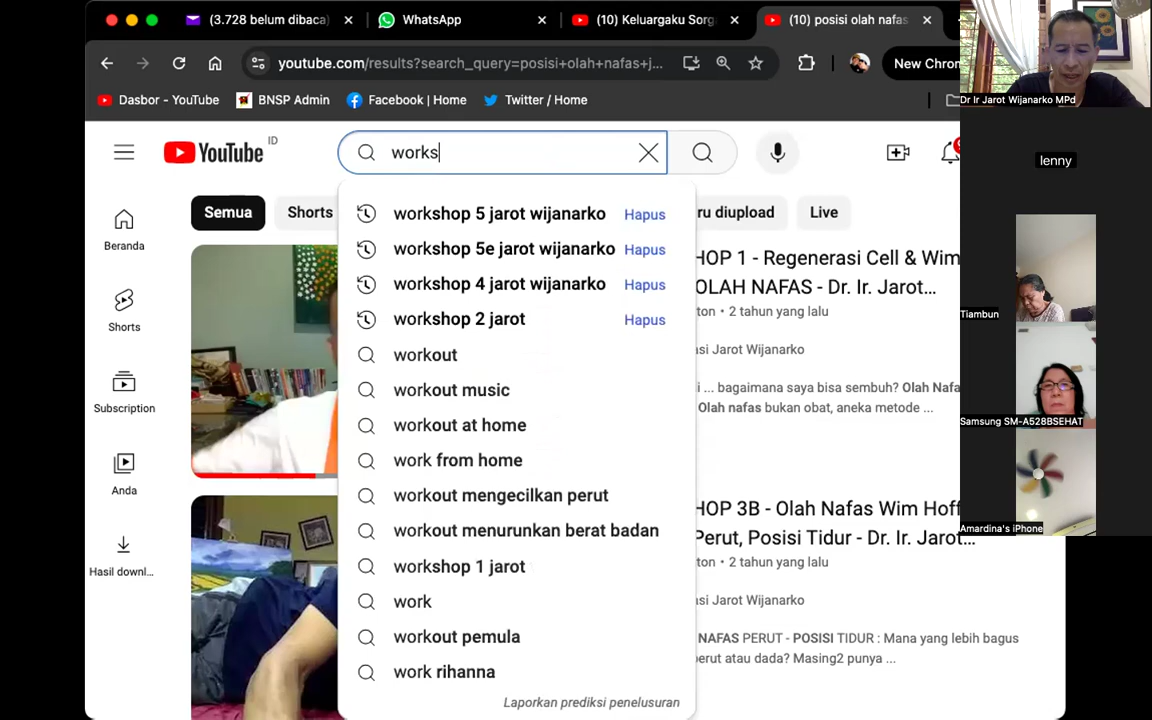 (3.728 belum dibaca)
WhatsApp
(10) Keluargaku Sorg
(10) posisi olah nafas
youtube.com/results?search_query=posisi+olah+nafas+j...
New Chrom
Dasbor - YouTube
BNSP Admin
Facebook | Home
Twitter / Home
Dr Ir Jarot Wijanarko MPd
YouTube
ID
works
lenny
Beranda
Shorts
Subscription
Anda
Hasil downl...
Semua
Shorts
ru diupload
Live
workshop 5 jarot wijanarko
Hapus
workshop 5e jarot wijanarko
Hapus
workshop 4 jarot wijanarko
Hapus
workshop 2 jarot
Hapus
workout
workout music
workout at home
work from home
workout mengecilkan perut
workout menurunkan berat badan
workshop 1 jarot
work
workout pemula
work rihanna
Laporkan prediksi penelusuran
HOP 1 - Regenerasi Cell & Wim
OLAH NAFAS - Dr. Ir. Jarot...
ton • 2 tahun yang lalu
si Jarot Wijanarko
i ... bagaimana saya bisa sembuh? Olah Nafa
Olah nafas bukan obat, aneka metode ...
HOP 3B - Olah Nafas Wim Hoff
Perut, Posisi Tidur - Dr. Ir. Jarot...
ton • 2 tahun yang lalu
asi Jarot Wijanarko
NAFAS PERUT - POSISI TIDUR : Mana yang lebih bagus
perut atau dada? Masing2 punya ...
Tiambun
Samsung SM-A528BSEHAT
Amardina's iPhone